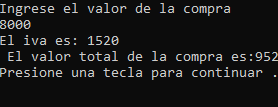 Ingrese el valor de la compra
8000
El iva es: 1520
 El valor total de la compra es:952
Presione una tecla para continuar .